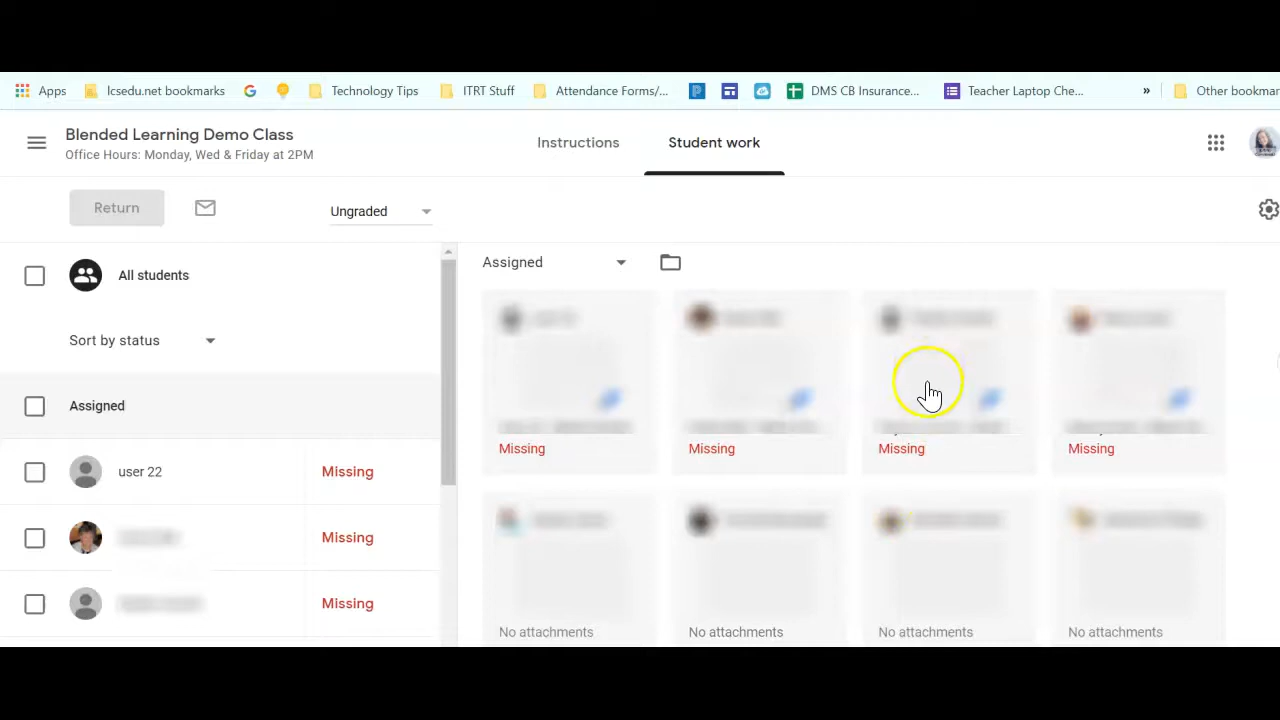 Apps lcsedu.net bookmarks Technology Tips ITRT Stuff Attendance Forms/... DMS CB Insurance... Teacher Laptop Che... » Other bookmar
Blended Learning Demo Class
Office Hours: Monday, Wed & Friday at 2PM
Instructions Student work
Return Ungraded
All students
Assigned
Sort by status
Assigned
Missing Missing Missing Missing
user 22 Missing
Missing
Missing
No attachments No attachments No attachments No attachments